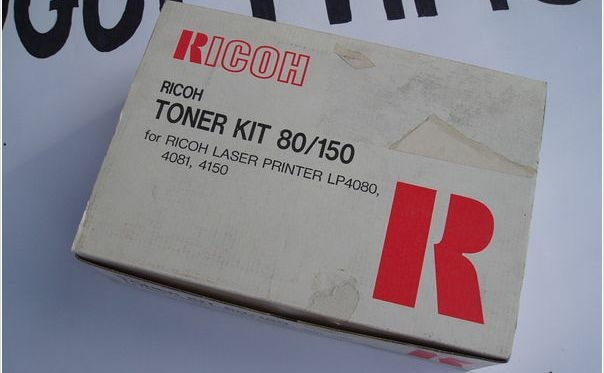 RICOH
RICOH
TONER KIT 80/150
for RICOH LASER PRINTER LP4080,
4081, 4150
R